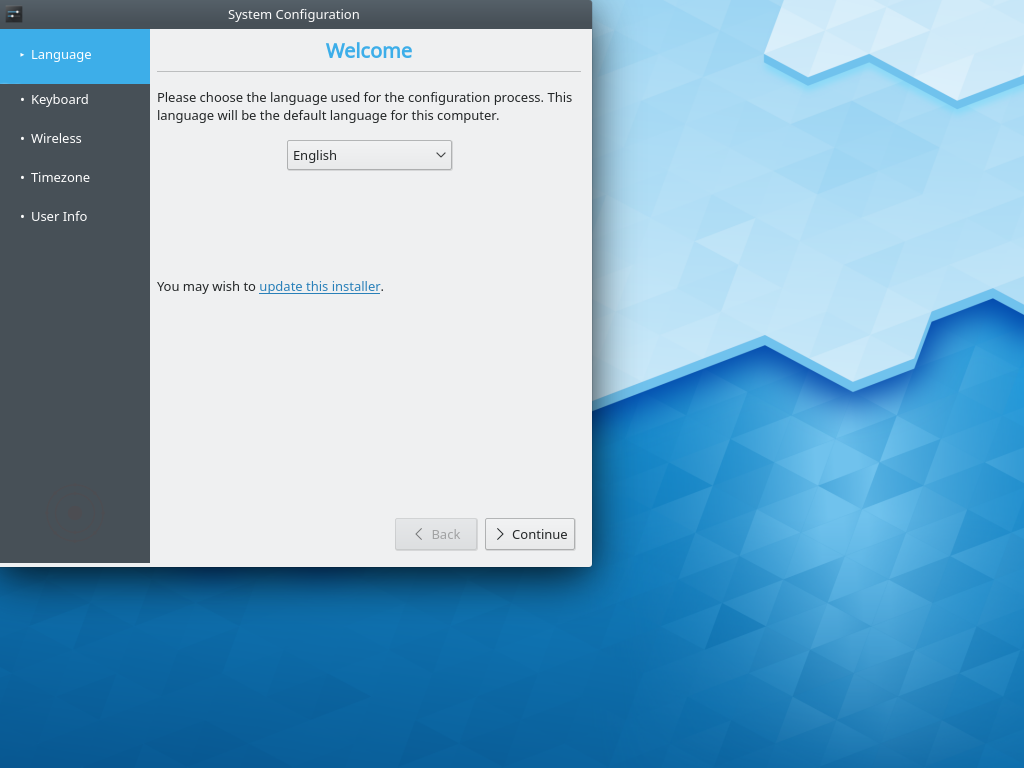 System Configuration
Language
Keyboard
Wireless
Timezone
User Info
Welcome
Please choose the language used for the configuration process. This
language will be the default language for this computer.
English
You may wish to update this installer.
Back
Continue